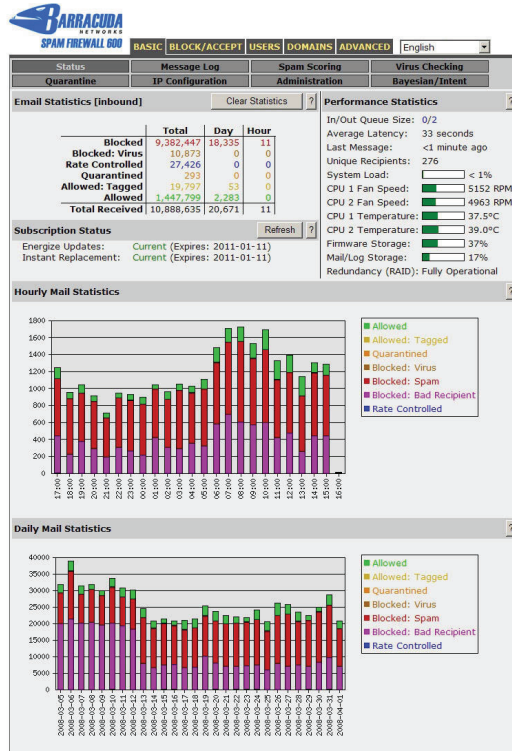 BARRACUDA
NETWORKS
SPAM FIREWALL 600
BASIC BLOCK/ACCEPT USERS DOMAINS ADVANCED English
Status Message Log Spam Scoring Virus Checking
Quarantine IP Configuration Administration Bayesian/Intent
Email Statistics [inbound] Clear Statistics ?
Total Day Hour
Blocked 9,382,447 18,335 11
Blocked: Virus 10,873 0 0
Rate Controlled 27,426 0 0
Quarantined 293 0 0
Allowed: Tagged 19,797 53 0
Allowed 1,447,799 2,283 0
Total Received 10,888,635 20,671 11
Subscription Status Refresh ?
Energize Updates: Current (Expires: 2011-01-11)
Instant Replacement: Current (Expires: 2011-01-11)
Performance Statistics ?
In/Out Queue Size: 0/2
Average Latency: 33 seconds
Last Message: <1 minute ago
Unique Recipients: 276
System Load: < 1%
CPU 1 Fan Speed: 5152 RPM
CPU 2 Fan Speed: 4963 RPM
CPU 1 Temperature: 37.5°C
CPU 2 Temperature: 39.0°C
Firmware Storage: 37%
Mail/Log Storage: 17%
Redundancy (RAID): Fully Operational
Hourly Mail Statistics ?
1800
1600
1400
1200
1000
800
600
400
200
0
17:00 18:00 19:00 20:00 21:00 22:00 23:00 00:00 01:00 02:00 03:00 04:00 05:00 06:00 07:00 08:00 09:00 10:00 11:00 12:00 13:00 14:00 15:00 16:00
Allowed
Allowed: Tagged
Quarantined
Blocked: Virus
Blocked: Spam
Blocked: Bad Recipient
Rate Controlled
Daily Mail Statistics ?
40000
35000
30000
25000
20000
15000
10000
5000
0
2008-03-05 2008-03-06 2008-03-07 2008-03-08 2008-03-09 2008-03-10 2008-03-11 2008-03-12 2008-03-13 2008-03-14 2008-03-15 2008-03-16 2008-03-17 2008-03-18 2008-03-19 2008-03-20 2008-03-21 2008-03-22 2008-03-23 2008-03-24 2008-03-25 2008-03-26 2008-03-27 2008-03-28 2008-03-29 2008-03-30 2008-03-31 2008-04-01
Allowed
Allowed: Tagged
Quarantined
Blocked: Virus
Blocked: Spam
Blocked: Bad Recipient
Rate Controlled